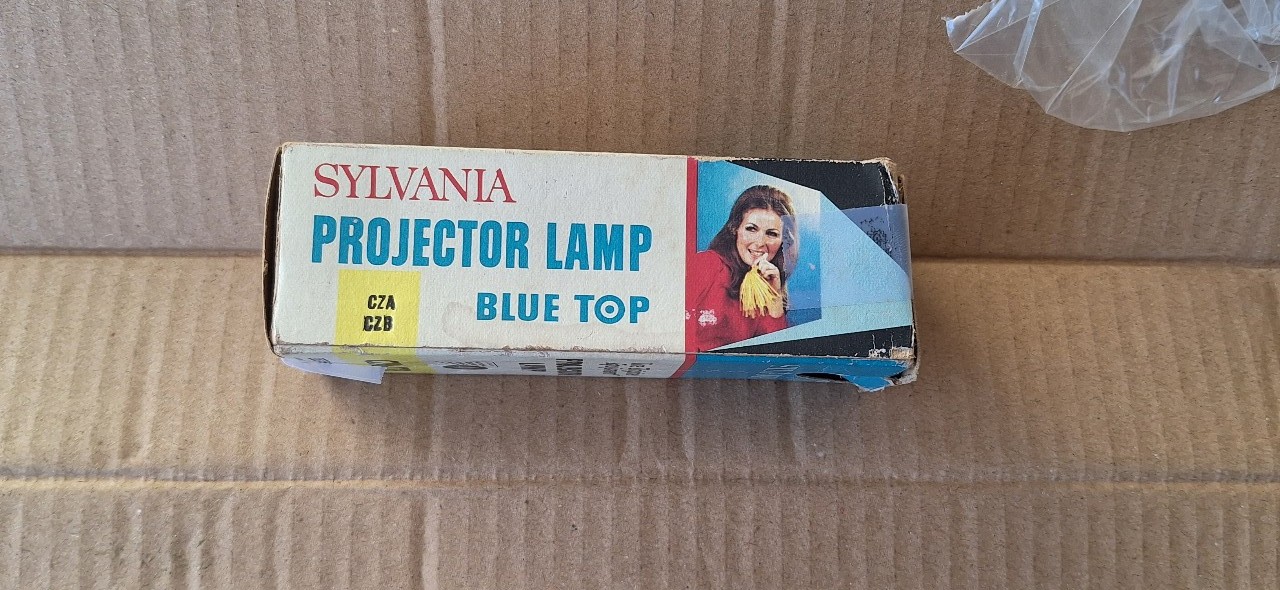 SYLVANIA
PROJECTOR LAMP
CZA
CZB
BLUE TOP